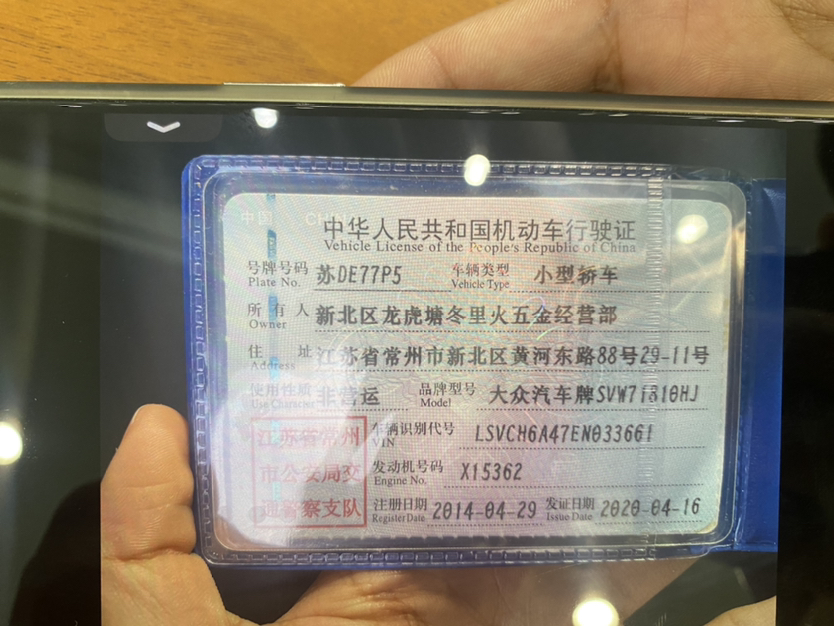 中国 CHINA
中华人民共和国机动车行驶证
Vehicle License of the People's Republic of China
号牌号码 苏DE77P5 车辆类型 小型轿车
Plate No. Vehicle Type
所有人 新北区龙虎塘冬里火五金经营部
Owner
住址 江苏省常州市新北区黄河东路88号29-11号
Address
使用性质 非营运 品牌型号 大众汽车牌SVW71810HJ
Use Character Model
江苏省常州
市公安局交
通警察支队
车辆识别代号 LSVCH6A47EN033661
VIN
发动机号码 X15362
Engine No.
注册日期 2014-04-29 发证日期 2020-04-16
Register Date Issue Date